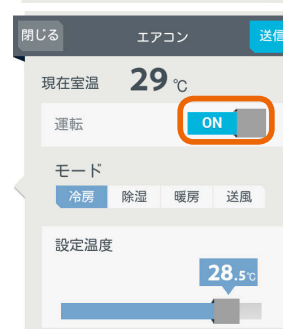 閉じる エアコン 送信
現在室温 29 ℃
運転 ON
モード
冷房 除湿 暖房 送風
設定温度
28.5℃